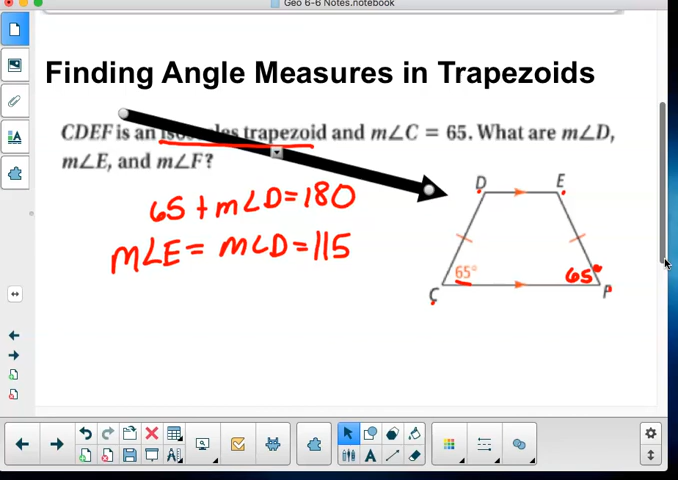 Geo 6-6 Notes.notebook
Finding Angle Measures in Trapezoids
CDEF is an isosceles trapezoid and m∠C = 65. What are m∠D,
m∠E, and m∠F?
65 + m∠D = 180
m∠E = m∠D = 115
D E
65° 65°
C
A